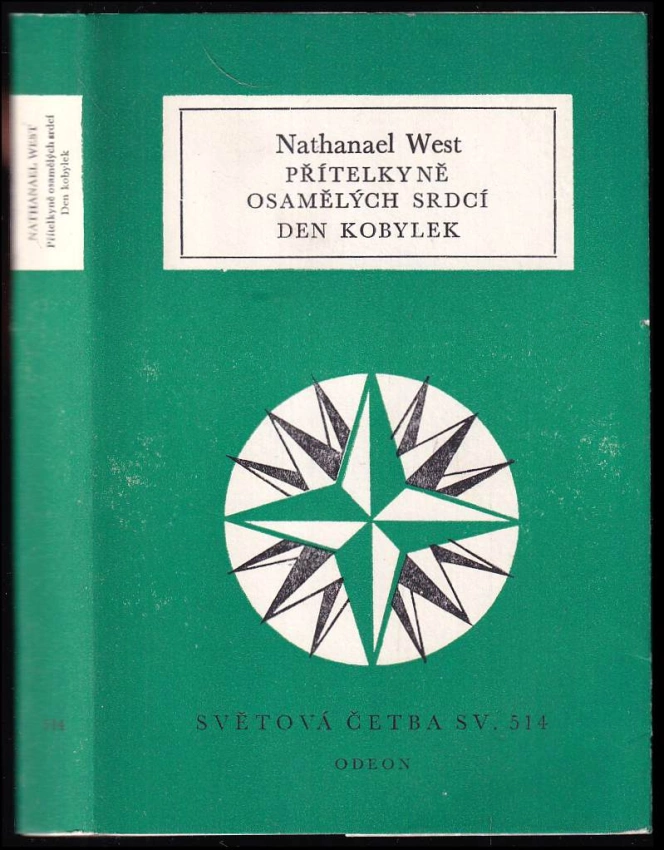 Nathanael West
PŘÍTELKYNĚ
OSAMĚLÝCH SRDCÍ
DEN KOBYLEK
SVĚTOVÁ ČETBA SV. 514
ODEON
NATHANAEL WEST
Přítelkyně osamělých srdcí
Den kobylek
514